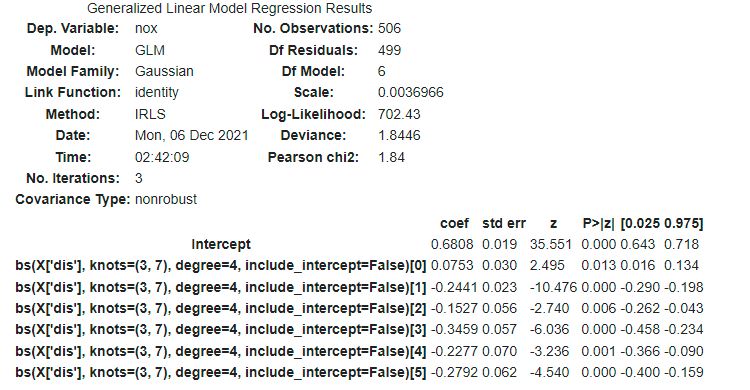 Generalized Linear Model Regression Results
Dep. Variable: nox No. Observations: 506
Model: GLM Df Residuals: 499
Model Family: Gaussian Df Model: 6
Link Function: identity Scale: 0.0036966
Method: IRLS Log-Likelihood: 702.43
Date: Mon, 06 Dec 2021 Deviance: 1.8446
Time: 02:42:09 Pearson chi2: 1.84
No. Iterations: 3
Covariance Type: nonrobust
coef std err z P>|z| [0.025 0.975]
Intercept 0.6808 0.019 35.551 0.000 0.643 0.718
bs(X['dis'], knots=(3, 7), degree=4, include_intercept=False)[0] 0.0753 0.030 2.495 0.013 0.016 0.134
bs(X['dis'], knots=(3, 7), degree=4, include_intercept=False)[1] -0.2441 0.023 -10.476 0.000 -0.290 -0.198
bs(X['dis'], knots=(3, 7), degree=4, include_intercept=False)[2] -0.1527 0.056 -2.740 0.006 -0.262 -0.043
bs(X['dis'], knots=(3, 7), degree=4, include_intercept=False)[3] -0.3459 0.057 -6.036 0.000 -0.458 -0.234
bs(X['dis'], knots=(3, 7), degree=4, include_intercept=False)[4] -0.2277 0.070 -3.236 0.001 -0.366 -0.090
bs(X['dis'], knots=(3, 7), degree=4, include_intercept=False)[5] -0.2792 0.062 -4.540 0.000 -0.400 -0.159